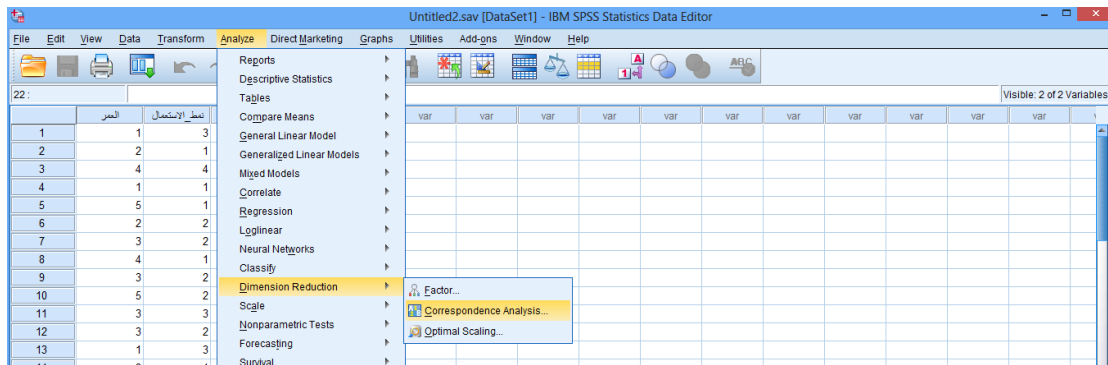 Untitled2.sav [DataSet1] - IBM SPSS Statistics Data Editor
File Edit View Data Transform Analyze Direct Marketing Graphs Utilities Add-ons Window Help
22 : Visible: 2 of 2 Variables
العمر نمط_الاستعمال var var var var var var var var var var var
1 1 3
2 2 1
3 4 4
4 1 1
5 5 1
6 2 2
7 3 2
8 4 1
9 3 2
10 5 2
11 3 3
12 3 2
13 1 3
Reports
Descriptive Statistics
Tables
Compare Means
General Linear Model
Generalized Linear Models
Mixed Models
Correlate
Regression
Loglinear
Neural Networks
Classify
Dimension Reduction
Scale
Nonparametric Tests
Forecasting
Survival
Factor...
Correspondence Analysis...
Optimal Scaling...